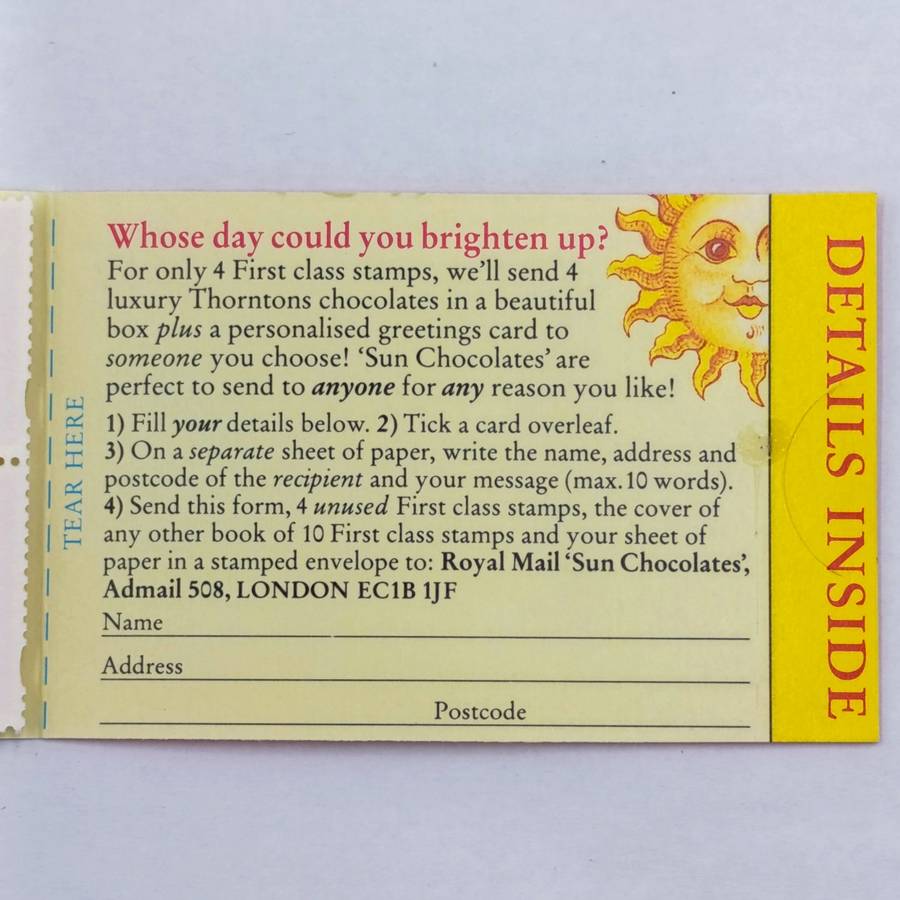 Whose day could you brighten up?
For only 4 First class stamps, we'll send 4
luxury Thorntons chocolates in a beautiful
box plus a personalised greetings card to
someone you choose! ‘Sun Chocolates’ are
perfect to send to anyone for any reason you like!
1) Fill your details below. 2) Tick a card overleaf.
3) On a separate sheet of paper, write the name, address and
postcode of the recipient and your message (max. 10 words).
4) Send this form, 4 unused First class stamps, the cover of
any other book of 10 First class stamps and your sheet of
paper in a stamped envelope to: Royal Mail ‘Sun Chocolates’,
Admail 508, LONDON EC1B 1JF
Name
Address
Postcode
TEAR HERE
DETAILS INSIDE